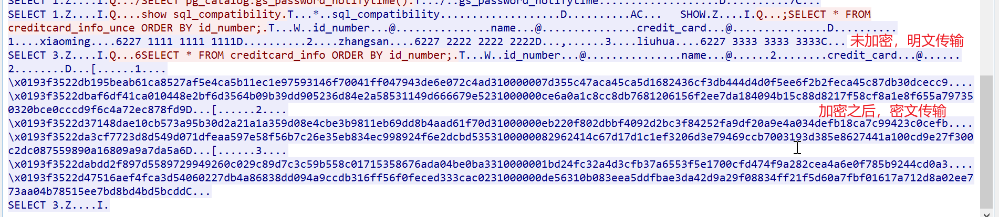 SELECT 1.Z....I.Q.../SELECT pg_catalog.gs_password_notifytime().T.../..gs_password_notifytime...................D..........7C...
SELECT 1.Z....I.Q....show sql_compatibility.T...*..sql_compatibility...................D..........AC...   SHOW.Z....I.Q...;SELECT * FROM
creditcard_info_unce ORDER BY id_number;.T...W..id_number...@...............name...@...............credit_card...@...............D..........
1....xiaoming....6227 1111 1111 1111D..........2....zhangsan....6227 2222 2222 2222D...,......3....liuhua....6227 3333 3333 3333C... 未加密，明文传输
SELECT 3.Z....I.Q...6SELECT * FROM creditcard_info ORDER BY id_number;.T...W..id_number...@...............name...@......2........credit_card...@......
2........D...[......1....
\x0193f3522db195beab61ca8527af5e4ca5b11ec1e97593146f70041ff047943de6e072c4ad310000007d355c47aca45ca5d1682436cf3db444d4d0f5ee6f2b2feca45c87db30dcecc9....
\x0193f3522dbaf6df41ca010448e2bf6d3564b09b39dd905236d84e2a58531149d666679e5231000000ce6a0a1c8cc8db7681206156f2ee7da184094b15c88d8217f58cf8a1e8f655a79735
0320bce0cccd9f6c4a72ec878fd9D...[......2.... 加密之后，密文传输
\x0193f3522d37148dae10cb573a95b30d2a21a1a359d08e4cbe3b9811eb69dd8b4aad61f70d31000000eb220f802dbbf4092d2bc3f84252fa9df20a9e4a034defb18ca7c99423c0cefb....
\x0193f3522da3cf7723d8d549d071dfeaa597e58f56b7c26e35eb834ec998924f6e2dcbd53531000000082962414c67d17d1c1ef3206d3e79469ccb7003193d385e8627441a100cd9e27f300
c2dc087559890a16809a9a7da5a6D...[......3....
\x0193f3522dabdd2f897d5589729949260c029c89d7c3c59b558c01715358676ada04be0ba3310000001bd24fc32a4d3cfb37a6553f5e1700cfd474f9a282cea4a6e0f785b9244cd0a3....
\x0193f3522d47516aef4fca3d54060227db4a86838dd094a9ccdb316ff56f0feced333cac0231000000de56310b083eea5ddfbae3da42d9a29f08834ff21f5d60a7fbf01617a712d8a02ee7
73aa04b78515ee7bd8bd4bd5bcddC...
SELECT 3.Z....I.